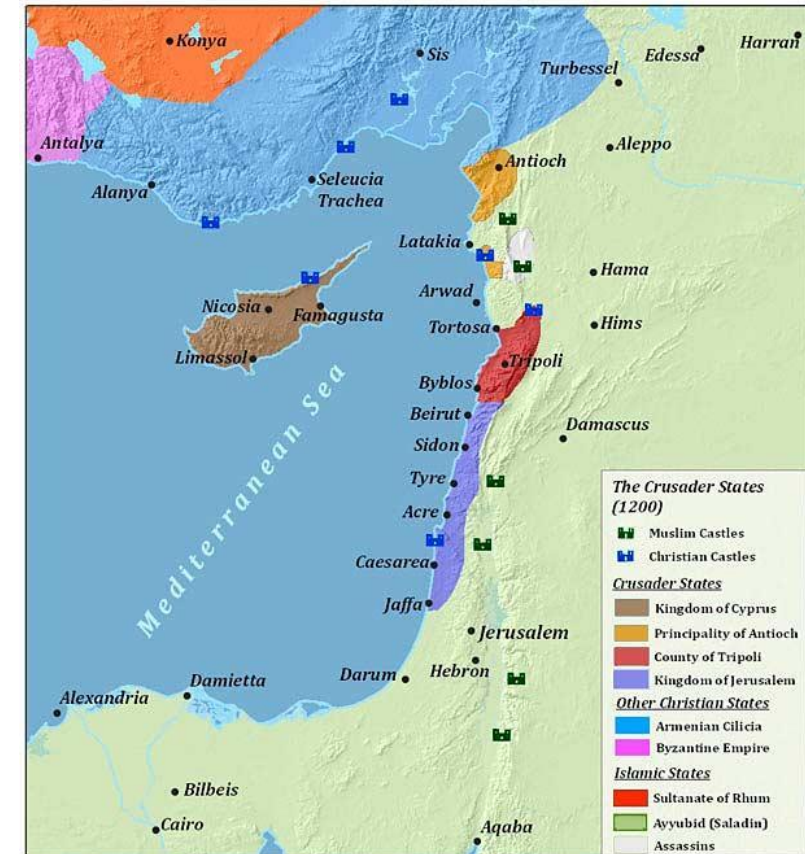 Konya
Sis
Edessa
Harran
Turbessel
Antalya
Alanya
Seleucia
Trachea
Antioch
Aleppo
Latakia
Hama
Arwad
Nicosia
Famagusta
Tortosa
Hims
Limassol
Tripoli
Byblos
Beirut
Damascus
Sidon
Tyre
Acre
Caesarea
Jaffa
Mediterranean Sea
Jerusalem
Hebron
Darum
Damietta
Alexandria
Bilbeis
Cairo
Aqaba
The Crusader States
(1200)
Muslim Castles
Christian Castles
Crusader States
Kingdom of Cyprus
Principality of Antioch
County of Tripoli
Kingdom of Jerusalem
Other Christian States
Armenian Cilicia
Byzantine Empire
Islamic States
Sultanate of Rhum
Ayyubid (Saladin)
Assassins